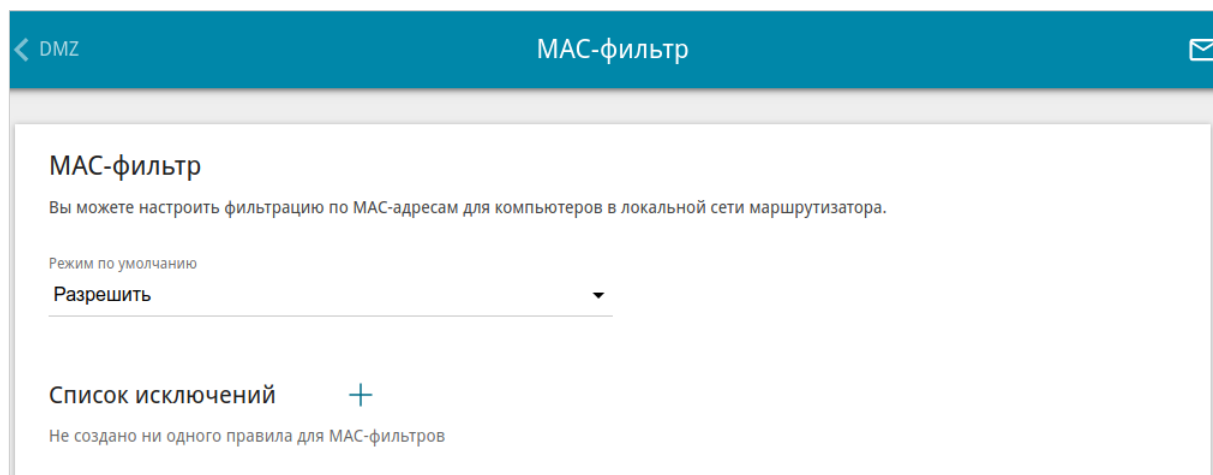 DMZ
MAC-фильтр
MAC-фильтр
Вы можете настроить фильтрацию по MAC-адресам для компьютеров в локальной сети маршрутизатора.
Режим по умолчанию
Разрешить
Список исключений
Не создано ни одного правила для MAC-фильтров